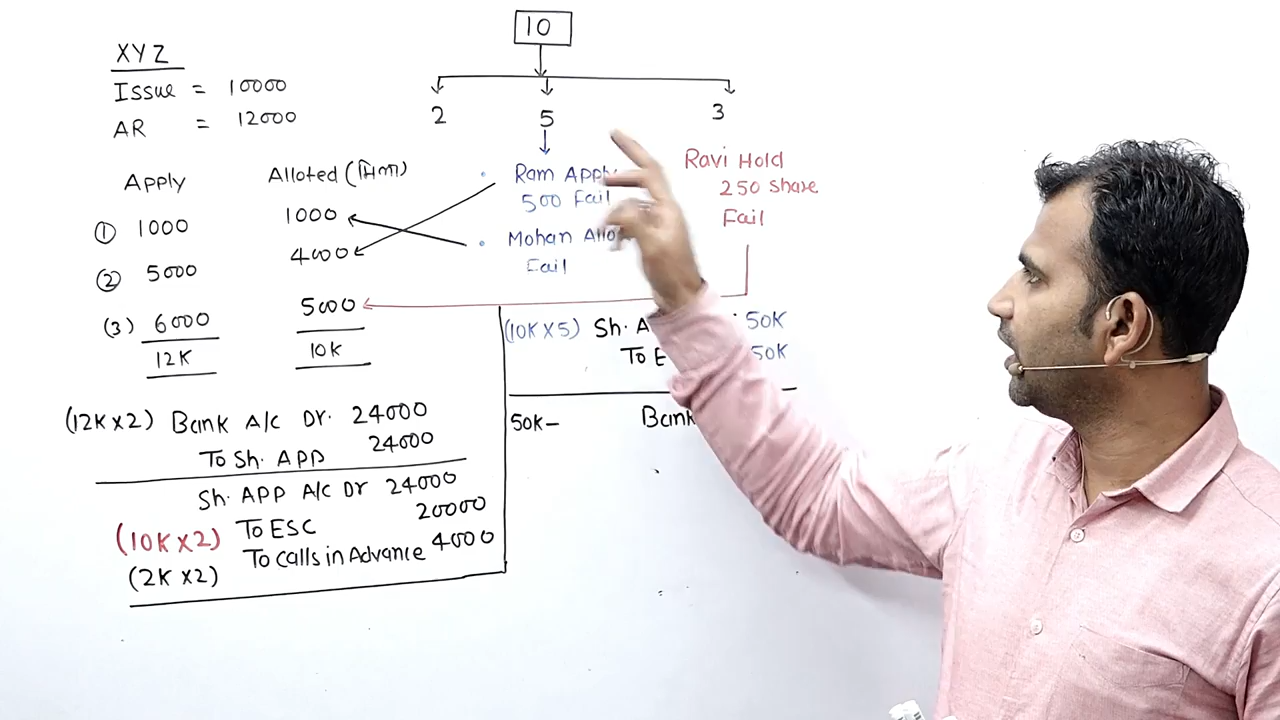 10
XYZ
Issue = 10000
AR = 12000
2 5 3
Apply Alloted (मिला)
① 1000 1000
② 5000 4000
(3) 6000 5000
12K 10K
• Ram Apply
500 Fail
• Mohan
Fail
Ravi Hold
250 Share
Fail
(12K×2) Bank A/c Dr. 24000
To Sh. APP 24000
Sh. APP A/c Dr 24000
(10K×2) To ESC 20000
(2K×2) To Calls in Advance 4000
(10K×5) Sh. 50K
To 50K
50K– Bank